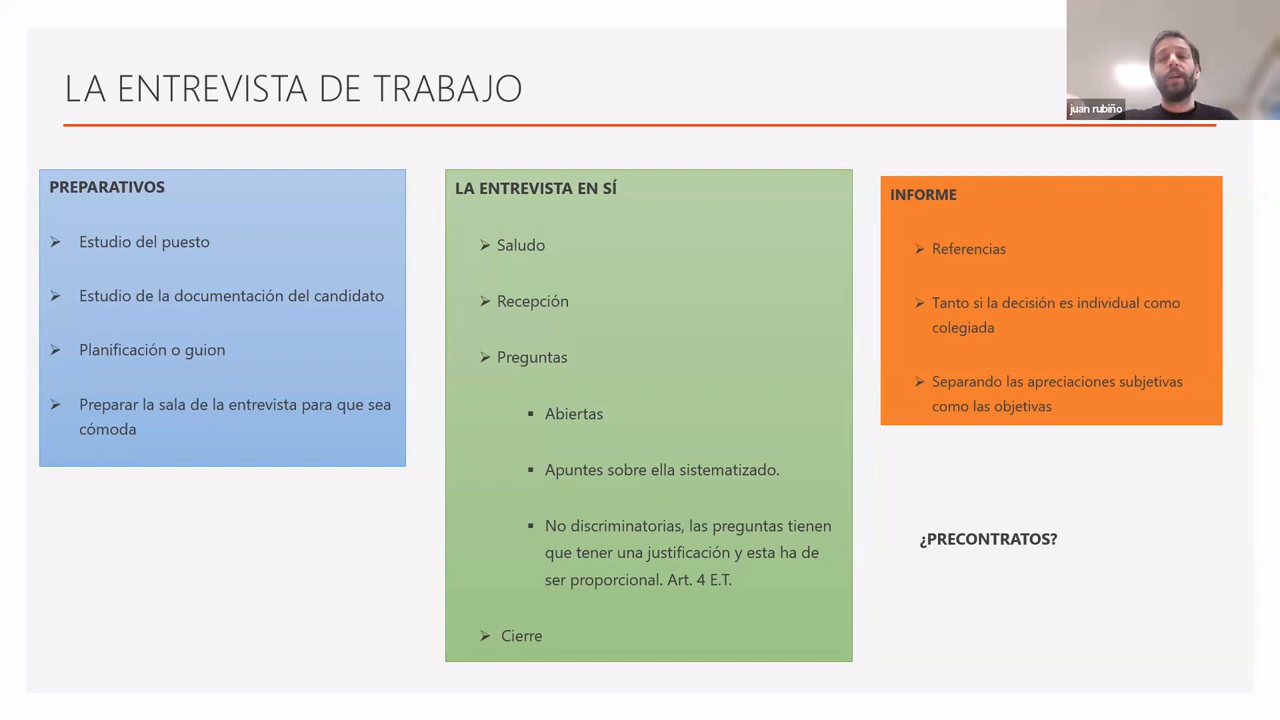 LA ENTREVISTA DE TRABAJO
juan rubiño
PREPARATIVOS
Estudio del puesto
Estudio de la documentación del candidato
Planificación o guion
Preparar la sala de la entrevista para que sea
cómoda
LA ENTREVISTA EN SÍ
Saludo
Recepción
Preguntas
Abiertas
Apuntes sobre ella sistematizado.
No discriminatorias, las preguntas tienen
que tener una justificación y esta ha de
ser proporcional. Art. 4 E.T.
Cierre
INFORME
Referencias
Tanto si la decisión es individual como
colegiada
Separando las apreciaciones subjetivas
como las objetivas
¿PRECONTRATOS?